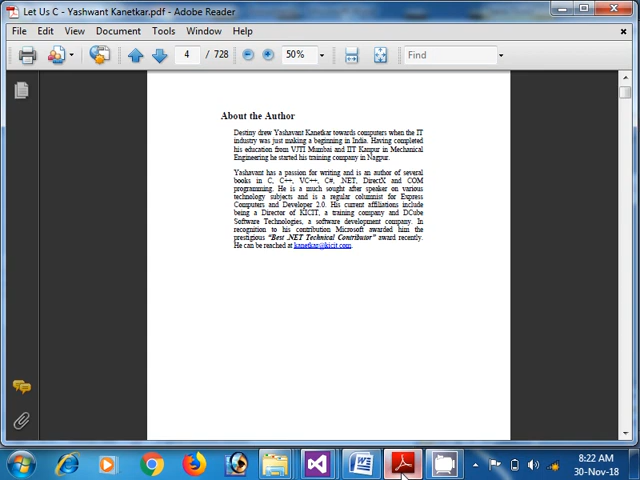 Let Us C - Yashwant Kanetkar.pdf - Adobe Reader
File Edit View Document Tools Window Help
4 / 728 50% Find
About the Author
Destiny drew Yashavant Kanetkar towards computers when the IT
industry was just making a beginning in India. Having completed
his education from VJTI Mumbai and IIT Kanpur in Mechanical
Engineering he started his training company in Nagpur.
Yashavant has a passion for writing and is an author of several
books in C, C++, VC++, C#, .NET, DirectX and COM
programming. He is a much sought after speaker on various
technology subjects and is a regular columnist for Express
Computers and Developer 2.0. His current affiliations include
being a Director of KICIT, a training company and DCube
Software Technologies, a software development company. In
recognition to his contribution Microsoft awarded him the
prestigious “Best .NET Technical Contributor” award recently.
He can be reached at kanetkar@kicit.com.
8:22 AM
30-Nov-18